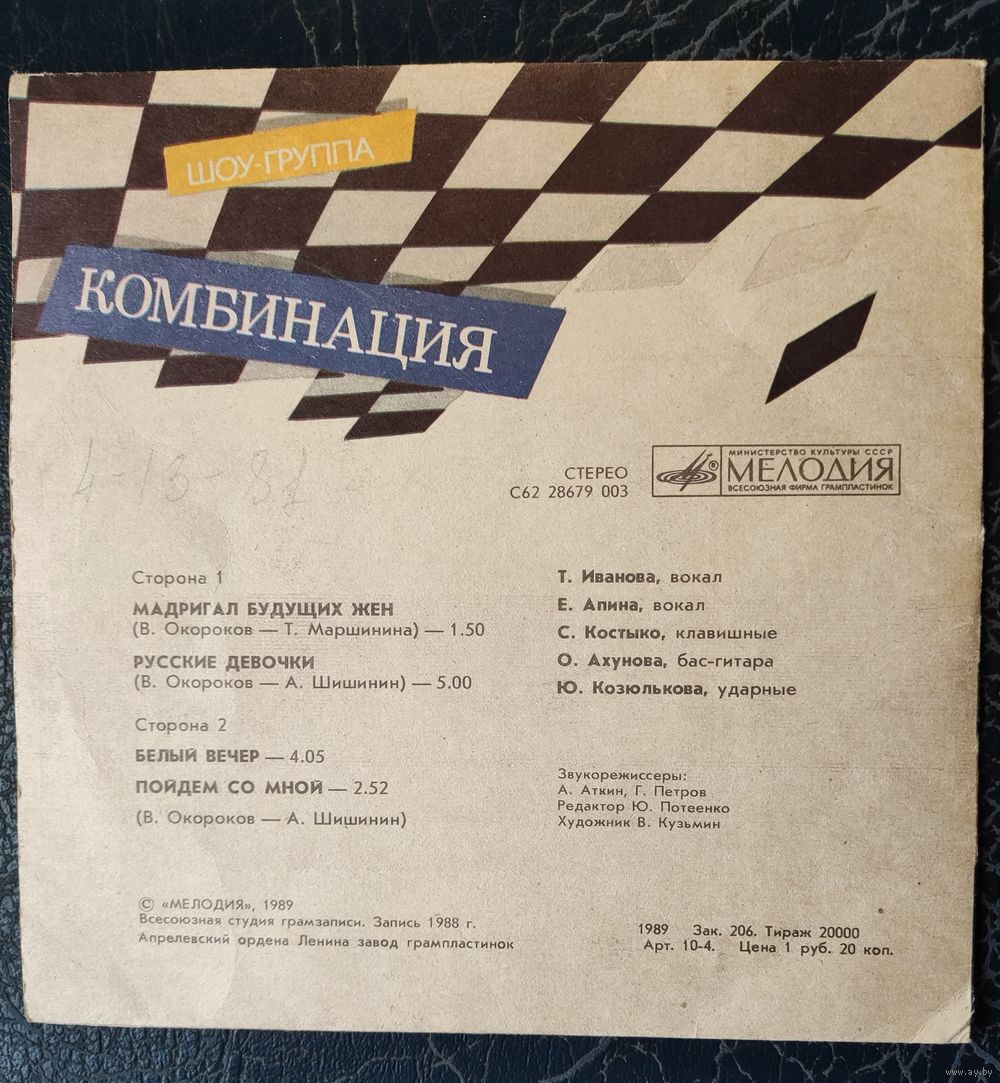 ШОУ-ГРУППА
КОМБИНАЦИЯ
СТЕРЕО
С62 28679 003
МИНИСТЕРСТВО КУЛЬТУРЫ СССР
МЕЛОДИЯ
ВСЕСОЮЗНАЯ ФИРМА ГРАМПЛАСТИНОК
Сторона 1
МАДРИГАЛ БУДУЩИХ ЖЕН
(В. Окороков — Т. Маршинина) — 1.50
РУССКИЕ ДЕВОЧКИ
(В. Окороков — А. Шишинин) — 5.00
Сторона 2
БЕЛЫЙ ВЕЧЕР — 4.05
ПОЙДЕМ СО МНОЙ — 2.52
(В. Окороков — А. Шишинин)
Т. Иванова, вокал
Е. Апина, вокал
С. Костыко, клавишные
О. Ахунова, бас-гитара
Ю. Козюлькова, ударные
Звукорежиссеры:
А. Аткин, Г. Петров
Редактор Ю. Потеенко
Художник В. Кузьмин
© «МЕЛОДИЯ», 1989
Всесоюзная студия грамзаписи. Запись 1988 г.
Апрелевский ордена Ленина завод грампластинок
1989 Зак. 206. Тираж 20000
Арт. 10-4. Цена 1 руб. 20 коп.
www.ay.by